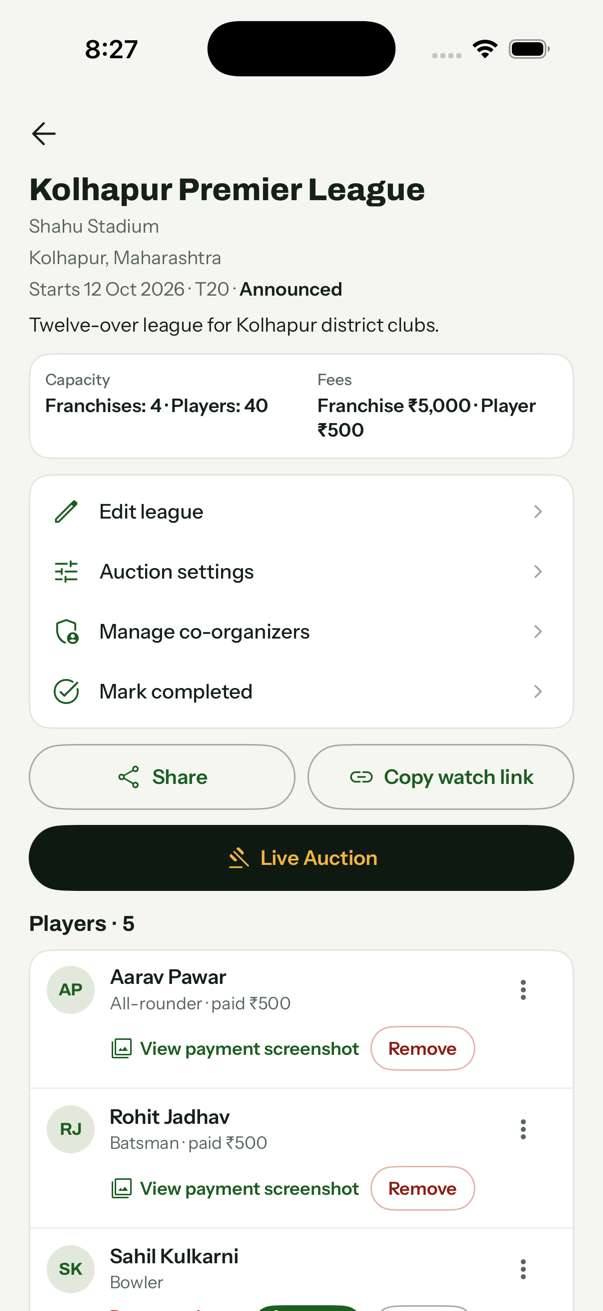 8:27
Kolhapur Premier League
Shahu Stadium
Kolhapur, Maharashtra
Starts 12 Oct 2026 · T20 · Announced
Twelve-over league for Kolhapur district clubs.
Capacity
Franchises: 4 · Players: 40
Fees
Franchise ₹5,000 · Player
₹500
Edit league
Auction settings
Manage co-organizers
Mark completed
Share
Copy watch link
Live Auction
Players · 5
AP
Aarav Pawar
All-rounder · paid ₹500
View payment screenshot
Remove
RJ
Rohit Jadhav
Batsman · paid ₹500
View payment screenshot
Remove
SK
Sahil Kulkarni
Bowler